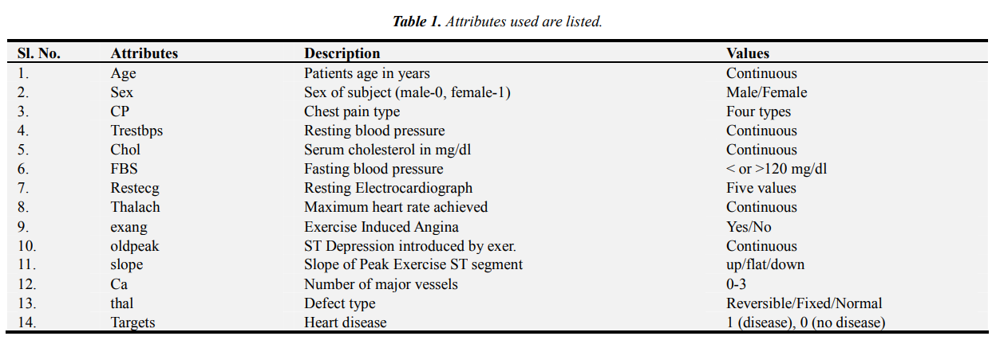 Table 1. Attributes used are listed.
Sl. No. Attributes Description Values
1. Age Patients age in years Continuous
2. Sex Sex of subject (male-0, female-1) Male/Female
3. CP Chest pain type Four types
4. Trestbps Resting blood pressure Continuous
5. Chol Serum cholesterol in mg/dl Continuous
6. FBS Fasting blood pressure < or >120 mg/dl
7. Restecg Resting Electrocardiograph Five values
8. Thalach Maximum heart rate achieved Continuous
9. exang Exercise Induced Angina Yes/No
10. oldpeak ST Depression introduced by exer. Continuous
11. slope Slope of Peak Exercise ST segment up/flat/down
12. Ca Number of major vessels 0-3
13. thal Defect type Reversible/Fixed/Normal
14. Targets Heart disease 1 (disease), 0 (no disease)